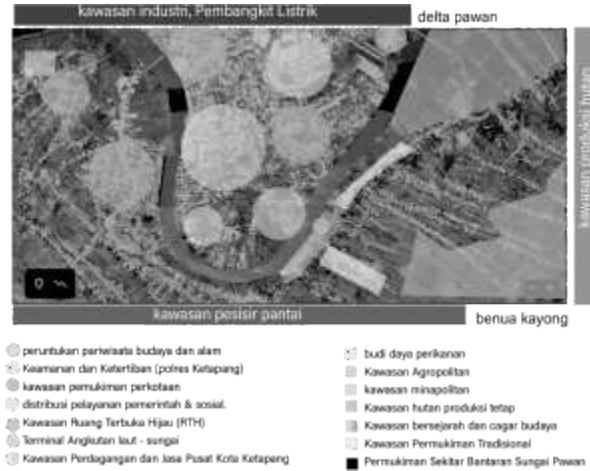 kawasan industri, Pembangkit Listrik
delta pawan
kawasan produksi hutan
kawasan pesisir pantai
benua kayong
peruntukan pariwisata budaya dan alam
Keamanan dan Ketertiban (polres Ketapang)
kawasan pemukiman perkotaan
distribusi pelayanan pemerintah & sosial.
Kawasan Ruang Terbuka Hijau (RTH)
Terminal Angkutan laut - sungai
Kawasan Perdagangan dan Jasa Pusat Kota Ketapang
budi daya perikanan
Kawasan Agropolitan
kawasan minapolitan
Kawasan hutan produksi tetap
Kawasan bersejarah dan cagar budaya
Kawasan Permukiman Tradisional
Permukiman Sekitar Bantaran Sungai Pawan